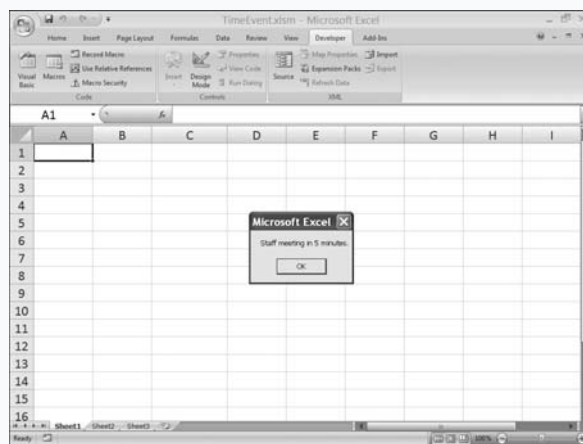 TimeEvent.xlsm - Microsoft Excel
Home Insert Page Layout Formulas Data Review View Developer Add-Ins
Visual Basic
Macros
Record Macro
Use Relative References
Macro Security
Code
Insert
Design Mode
Properties
View Code
Run Dialog
Controls
Source
Map Properties
Expansion Packs
Refresh Data
Import
Export
XML
A1
fx
A B C D E F G H I
1
2
3
4
5
6
7
8
9
10
11
12
13
14
15
16
Microsoft Excel
Staff meeting in 5 minutes.
OK
Sheet1 Sheet2 Sheet3
Ready
100%